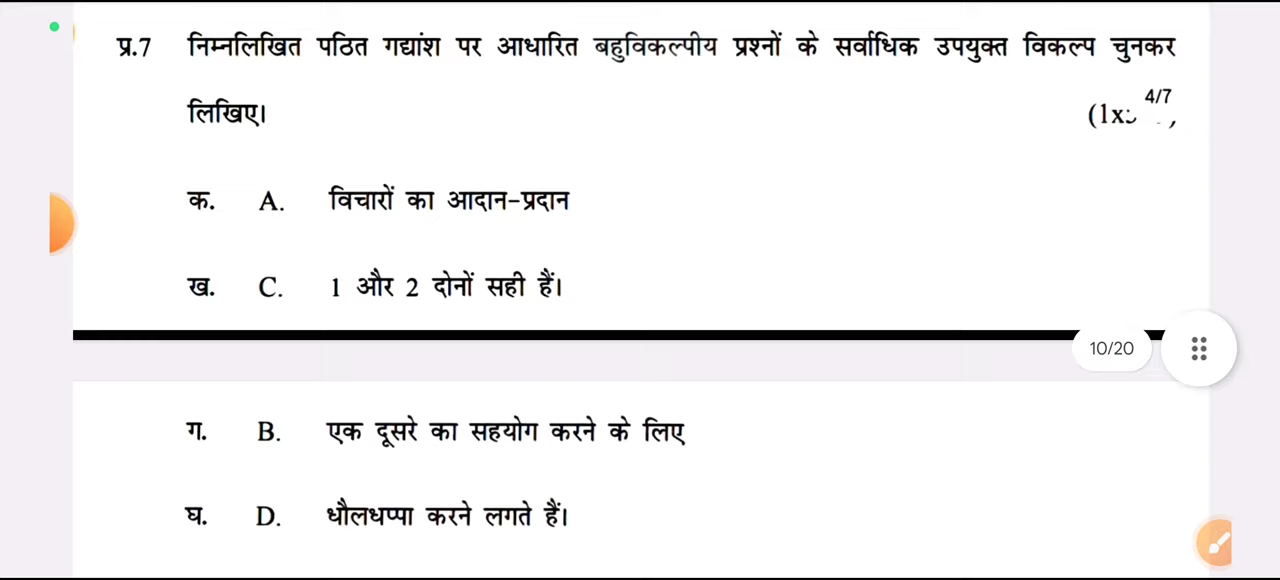 प्र.7 निम्नलिखित पठित गद्यांश पर आधारित बहुविकल्पीय प्रश्नों के सर्वाधिक उपयुक्त विकल्प चुनकर
लिखिए।
4/7
क. A. विचारों का आदान-प्रदान
ख. C. 1 और 2 दोनों सही हैं।
10/20
ग. B. एक दूसरे का सहयोग करने के लिए
घ. D. धौलधप्पा करने लगते हैं।